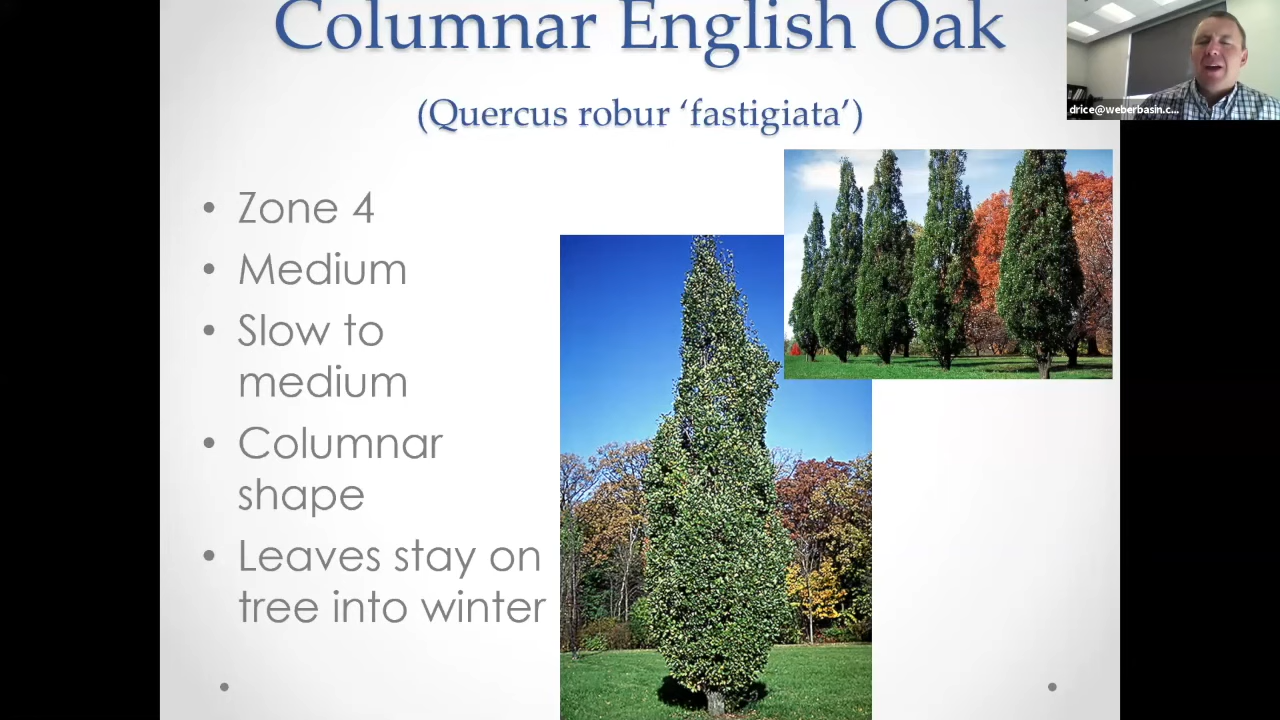 Columnar English Oak
(Quercus robur ‘fastigiata’)
drice@weberbasin.c...
• Zone 4
• Medium
• Slow to
medium
• Columnar
shape
• Leaves stay on
tree into winter